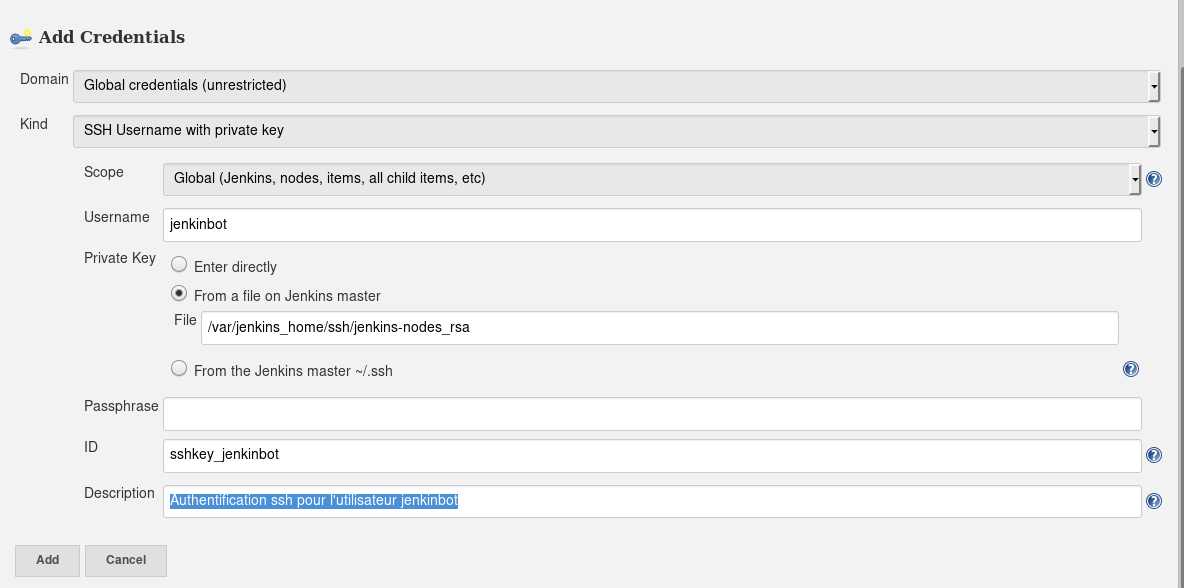 Add Credentials
Domain Global credentials (unrestricted)
Kind SSH Username with private key
Scope Global (Jenkins, nodes, items, all child items, etc)
Username jenkinbot
Private Key Enter directly
From a file on Jenkins master
File /var/jenkins_home/ssh/jenkins-nodes_rsa
From the Jenkins master ~/.ssh
Passphrase
ID sshkey_jenkinbot
Description Authentification ssh pour l'utilisateur jenkinbot
Add Cancel